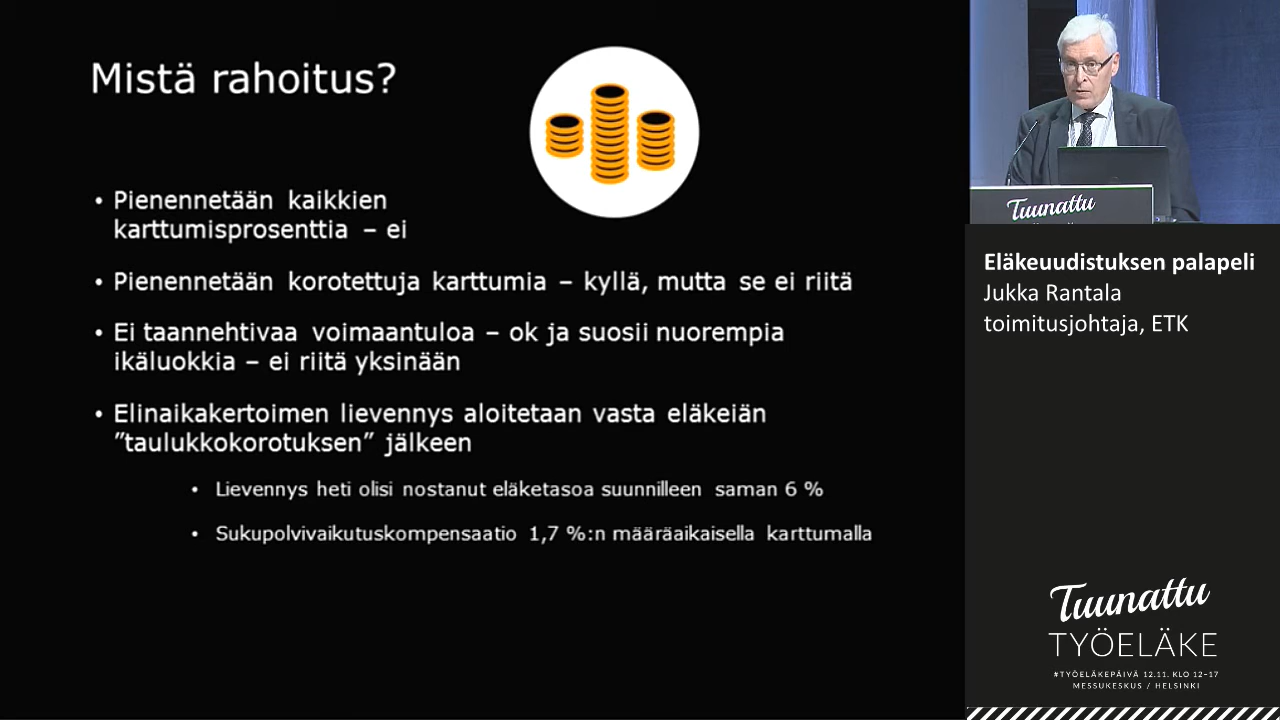 Mistä rahoitus?
• Pienennetään kaikkien
karttumisprosenttia – ei
• Pienennetään korotettuja karttumia – kyllä, mutta se ei riitä
• Ei taannehtivaa voimaantuloa – ok ja suosii nuorempia
ikäluokkia – ei riitä yksinään
• Elinaikakertoimen lievennys aloitetaan vasta eläkeiän
”taulukkokorotuksen” jälkeen
• Lievennys heti olisi nostanut eläketasoa suunnilleen saman 6 %
• Sukupolvivaikutuskompensaatio 1,7 %:n määräaikaisella karttumalla
Tuunattu
Eläkeuudistuksen palapeli
Jukka Rantala
toimitusjohtaja, ETK
Tuunattu
TYÖELÄKE
#TYÖELÄKEPÄIVÄ 12.11. KLO 12–17
MESSUKESKUS / HELSINKI